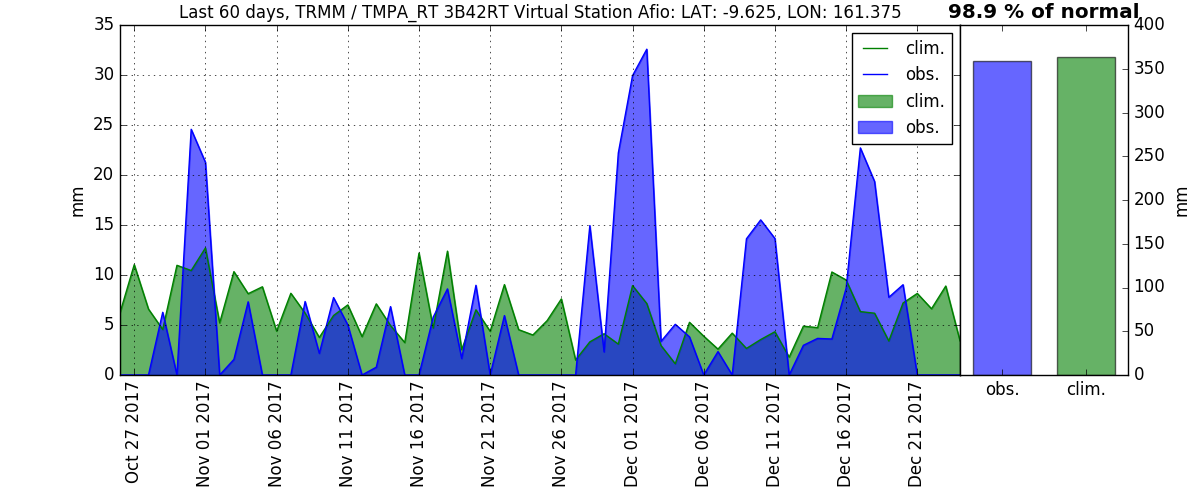 Last 60 days, TRMM / TMPA_RT 3B42RT Virtual Station Afio: LAT: -9.625, LON: 161.375
98.9 % of normal
35
30
25
20
15
10
5
0
mm
clim.
obs.
clim.
obs.
400
350
300
250
200
150
100
50
0
mm
Oct 27 2017
Nov 01 2017
Nov 06 2017
Nov 11 2017
Nov 16 2017
Nov 21 2017
Nov 26 2017
Dec 01 2017
Dec 06 2017
Dec 11 2017
Dec 16 2017
Dec 21 2017
obs.
clim.